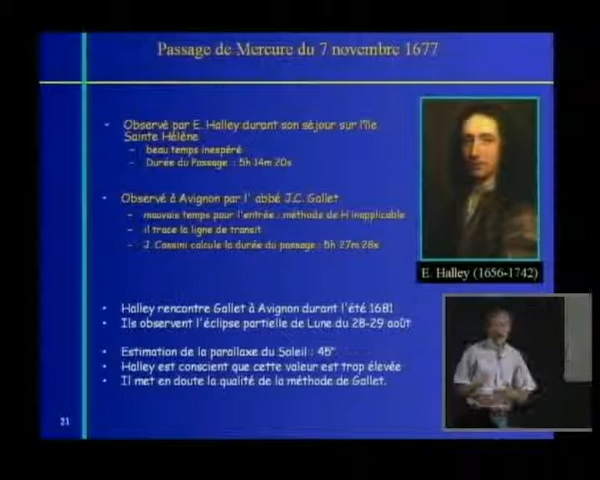 Passage de Mercure du 7 novembre 1677
- Observé par E. Halley durant son séjour sur l'île
Sainte Hélène
- beau temps inespéré
- Durée du Passage : 5h 14m 20s
• Observé à Avignon par l' abbé J.C. Gallet
- mauvais temps pour l'entrée : méthode de H inapplicable
- il trace la ligne de transit
- J. Cassini calcule la durée du passage : 5h 27m 28s
E. Halley (1656-1742)
• Halley rencontre Gallet à Avignon durant l'été 1681
• Ils observent l'éclipse partielle de Lune du 28-29 août
• Estimation de la parallaxe du Soleil : 45"
• Halley est conscient que cette valeur est trop élevée
• Il met en doute la qualité de la méthode de Gallet.
21